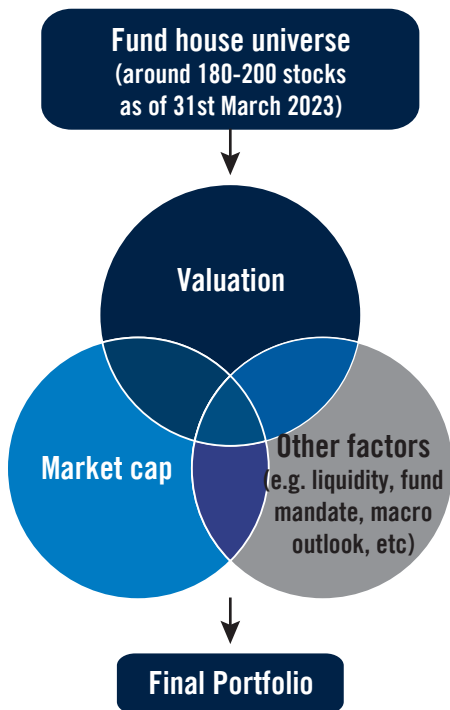 Fund house universe
(around 180-200 stocks
as of 31st March 2023)
Valuation
Market cap
Other factors
(e.g. liquidity, fund
mandate, macro
outlook, etc)
Final Portfolio